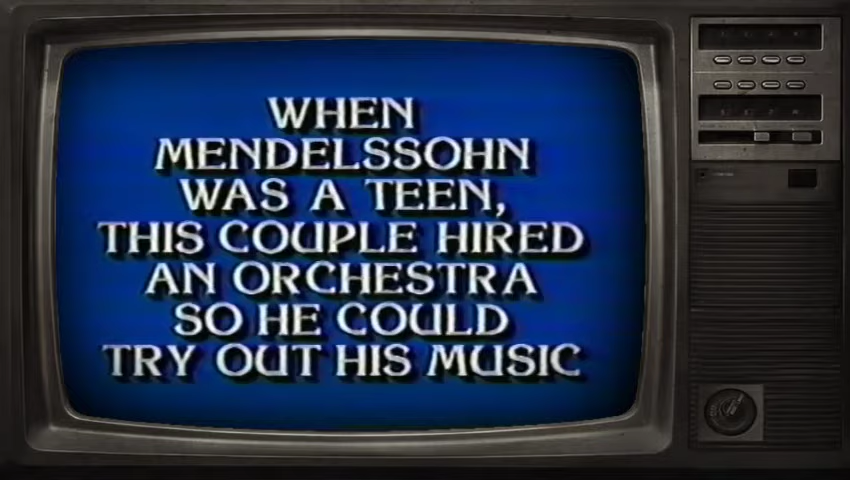 WHEN
MENDELSSOHN
WAS A TEEN,
THIS COUPLE HIRED
AN ORCHESTRA
SO HE COULD
TRY OUT HIS MUSIC